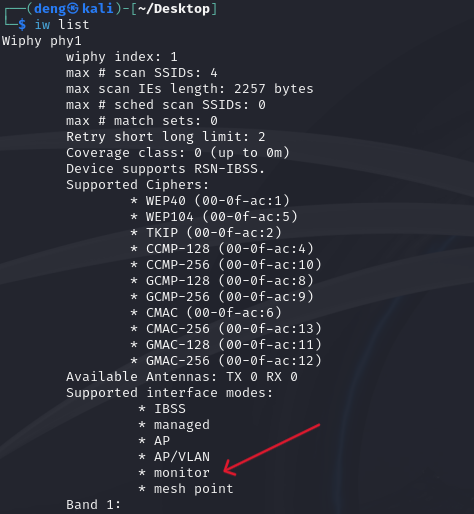 ┌──(deng㉿kali)-[~/Desktop]
└─$ iw list
Wiphy phy1
wiphy index: 1
max # scan SSIDs: 4
max scan IEs length: 2257 bytes
max # sched scan SSIDs: 0
max # match sets: 0
Retry short long limit: 2
Coverage class: 0 (up to 0m)
Device supports RSN-IBSS.
Supported Ciphers:
* WEP40 (00-0f-ac:1)
* WEP104 (00-0f-ac:5)
* TKIP (00-0f-ac:2)
* CCMP-128 (00-0f-ac:4)
* CCMP-256 (00-0f-ac:10)
* GCMP-128 (00-0f-ac:8)
* GCMP-256 (00-0f-ac:9)
* CMAC (00-0f-ac:6)
* CMAC-256 (00-0f-ac:13)
* GMAC-128 (00-0f-ac:11)
* GMAC-256 (00-0f-ac:12)
Available Antennas: TX 0 RX 0
Supported interface modes:
* IBSS
* managed
* AP
* AP/VLAN
* monitor
* mesh point
Band 1: